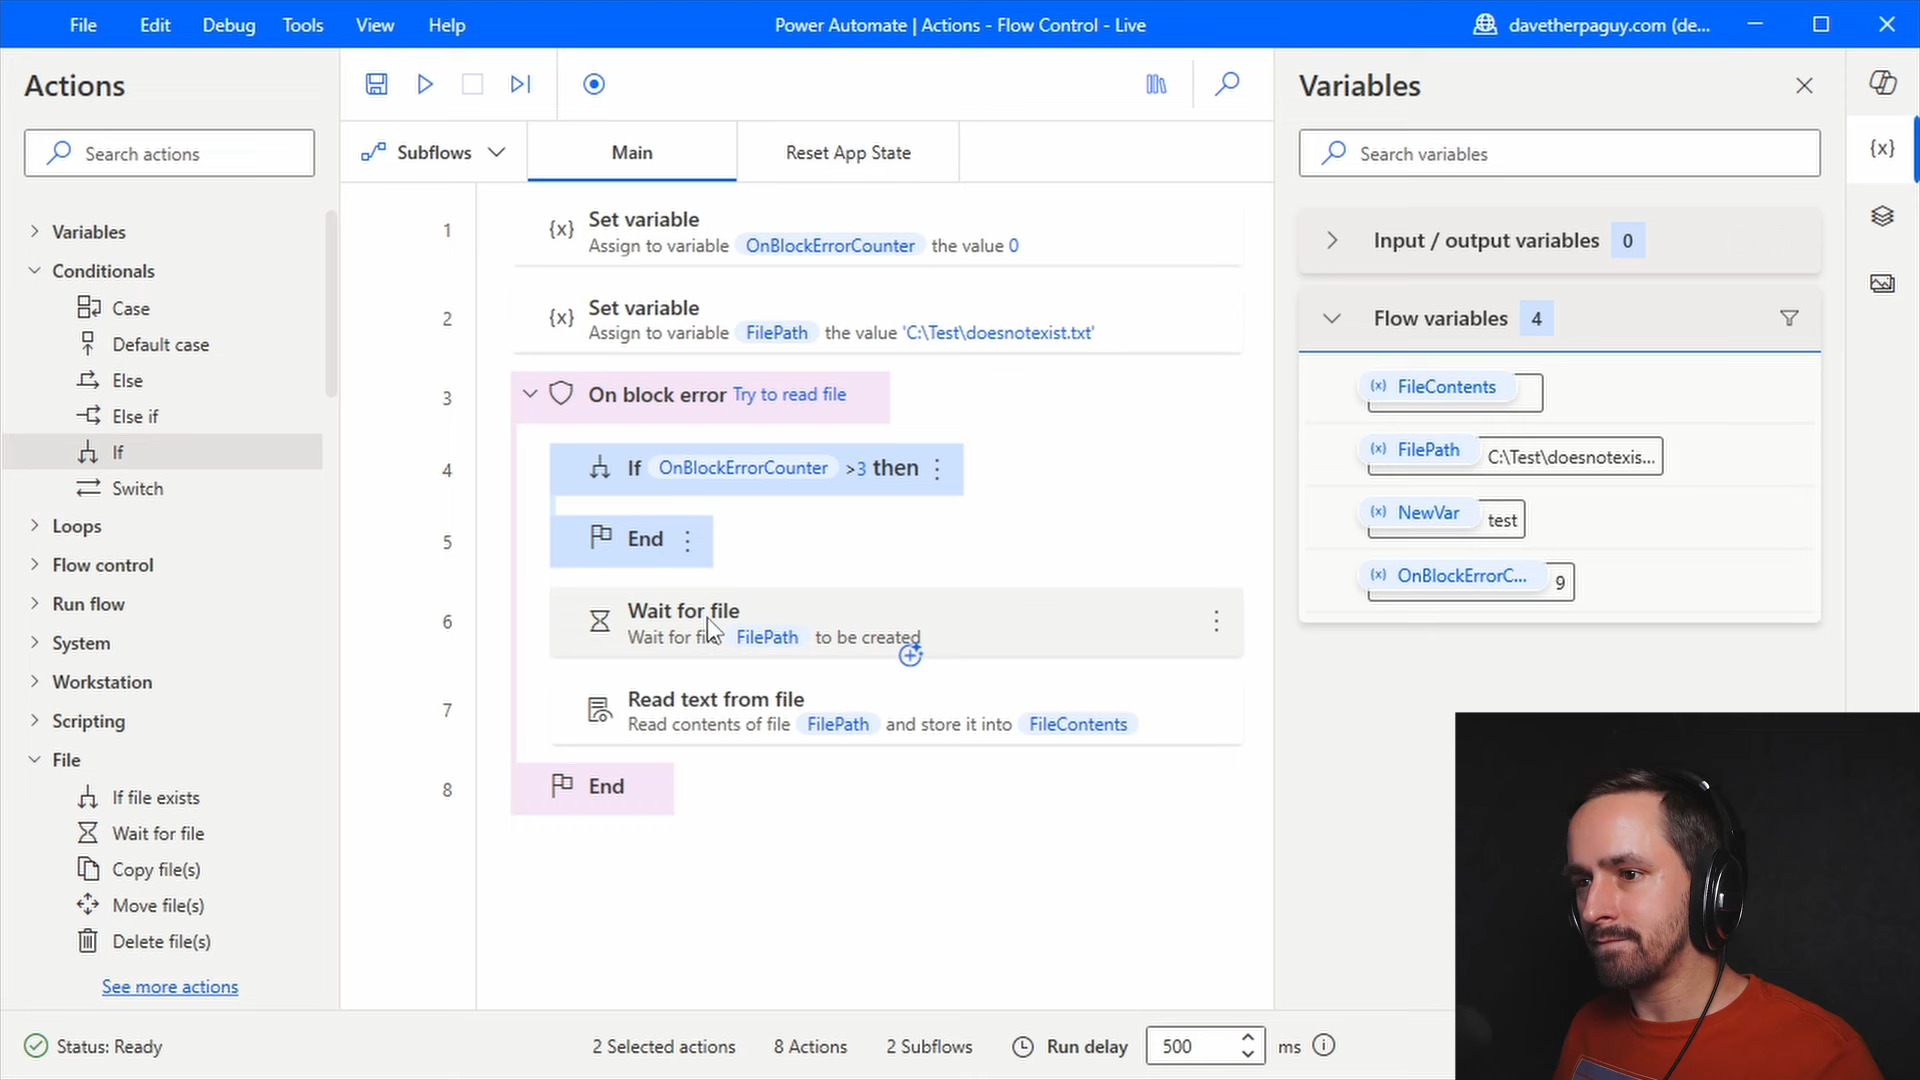 File Edit Debug Tools View Help
Power Automate | Actions - Flow Control - Live
davetherpaguy.com (de...
Actions
Search actions
Variables
Conditionals
Case
Default case
Else
Else if
If
Switch
Loops
Flow control
Run flow
System
Workstation
Scripting
File
If file exists
Wait for file
Copy file(s)
Move file(s)
Delete file(s)
See more actions
Subflows
Main
Reset App State
1
Set variable
Assign to variable OnBlockErrorCounter the value 0
2
Set variable
Assign to variable FilePath the value 'C:\Test\doesnotexist.txt'
3
On block error Try to read file
4
If OnBlockErrorCounter >3 then
5
End
6
Wait for file
Wait for file FilePath to be created
7
Read text from file
Read contents of file FilePath and store it into FileContents
8
End
Variables
Search variables
Input / output variables 0
Flow variables 4
FileContents
FilePath C:\Test\doesnotexis...
NewVar test
OnBlockErrorC... 9
Status: Ready
2 Selected actions
8 Actions
2 Subflows
Run delay 500 ms